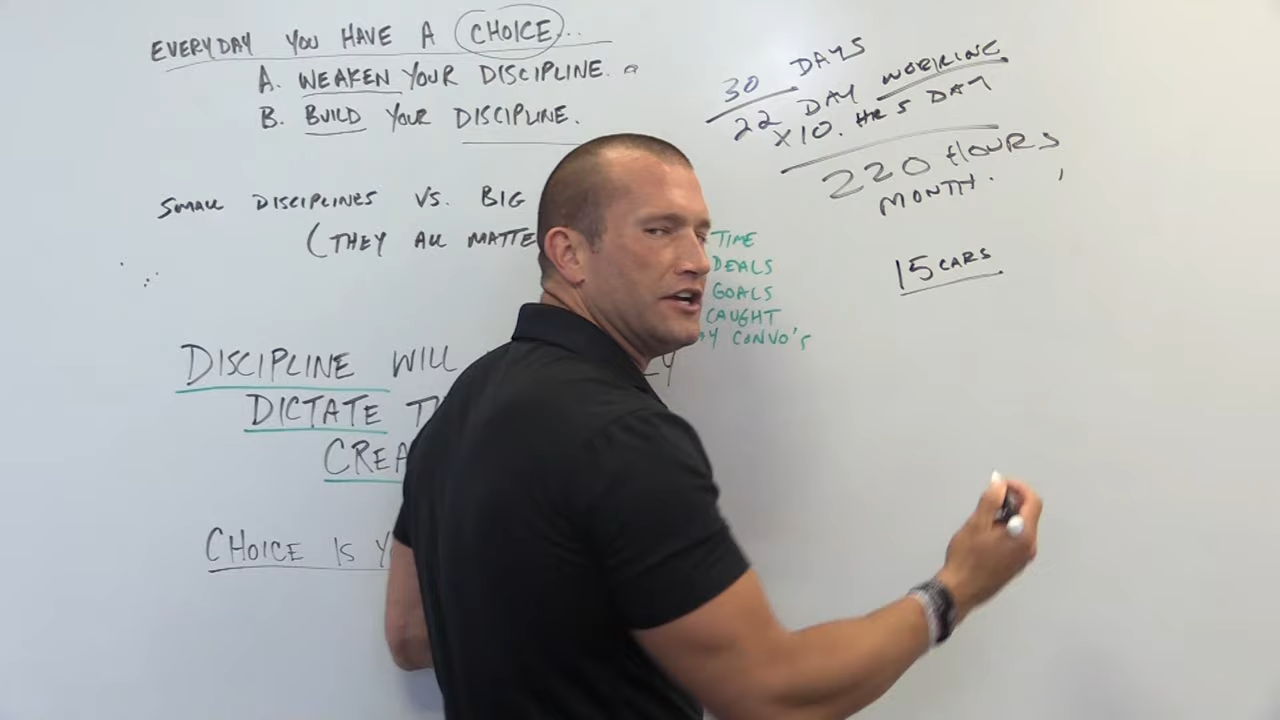 EVERYDAY YOU HAVE A CHOICE..
A. WEAKEN YOUR DISCIPLINE.
B. BUILD YOUR DISCIPLINE.
SMALL DISCIPLINES VS. BIG
(THEY ALL MATTE
DISCIPLINE WILL
DICTATE
CREA
CHOICE IS
TIME
DEALS
GOALS
CAUGHT
CONVO'S
30 DAYS
22 DAY WORKING
X10. HRS DAY
220 HOURS
MONTH.
15 CARS